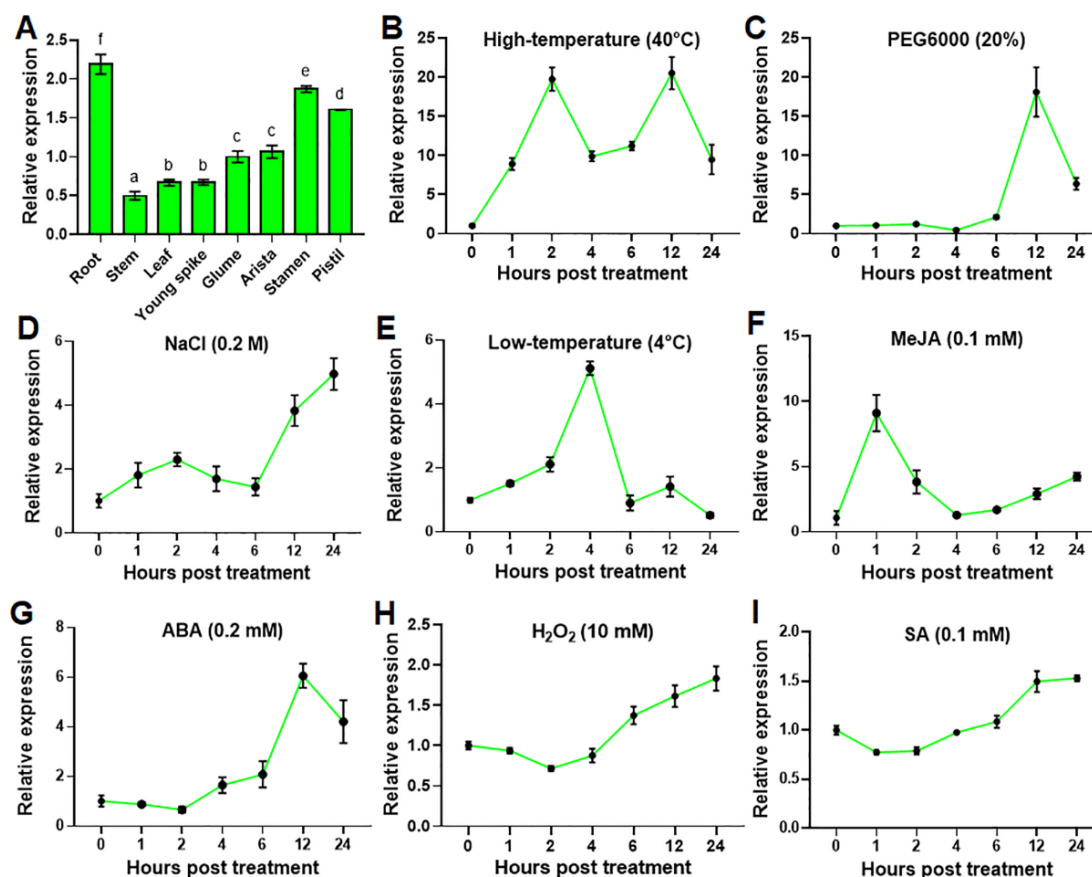 A
Relative expression
2.5
2.0
1.5
1.0
0.5
0.0
f
a
b
b
c
c
e
d
Root
Stem
Leaf
Young spike
Glume
Arista
Stamen
Pistil
B
High-temperature (40°C)
Relative expression
25
20
15
10
5
0
0 1 2 4 6 12 24
Hours post treatment
C
PEG6000 (20%)
Relative expression
25
20
15
10
5
0
0 1 2 4 6 12 24
Hours post treatment
D
NaCl (0.2 M)
Relative expression
6
4
2
0
0 1 2 4 6 12 24
Hours post treatment
E
Low-temperature (4°C)
Relative expression
6
4
2
0
0 1 2 4 6 12 24
Hours post treatment
F
MeJA (0.1 mM)
Relative expression
15
10
5
0
0 1 2 4 6 12 24
Hours post treatment
G
ABA (0.2 mM)
Relative expression
8
6
4
2
0
0 1 2 4 6 12 24
Hours post treatment
H
H₂O₂ (10 mM)
Relative expression
2.5
2.0
1.5
1.0
0.5
0.0
0 1 2 4 6 12 24
Hours post treatment
I
SA (0.1 mM)
Relative expression
2.0
1.5
1.0
0.5
0.0
0 1 2 4 6 12 24
Hours post treatment